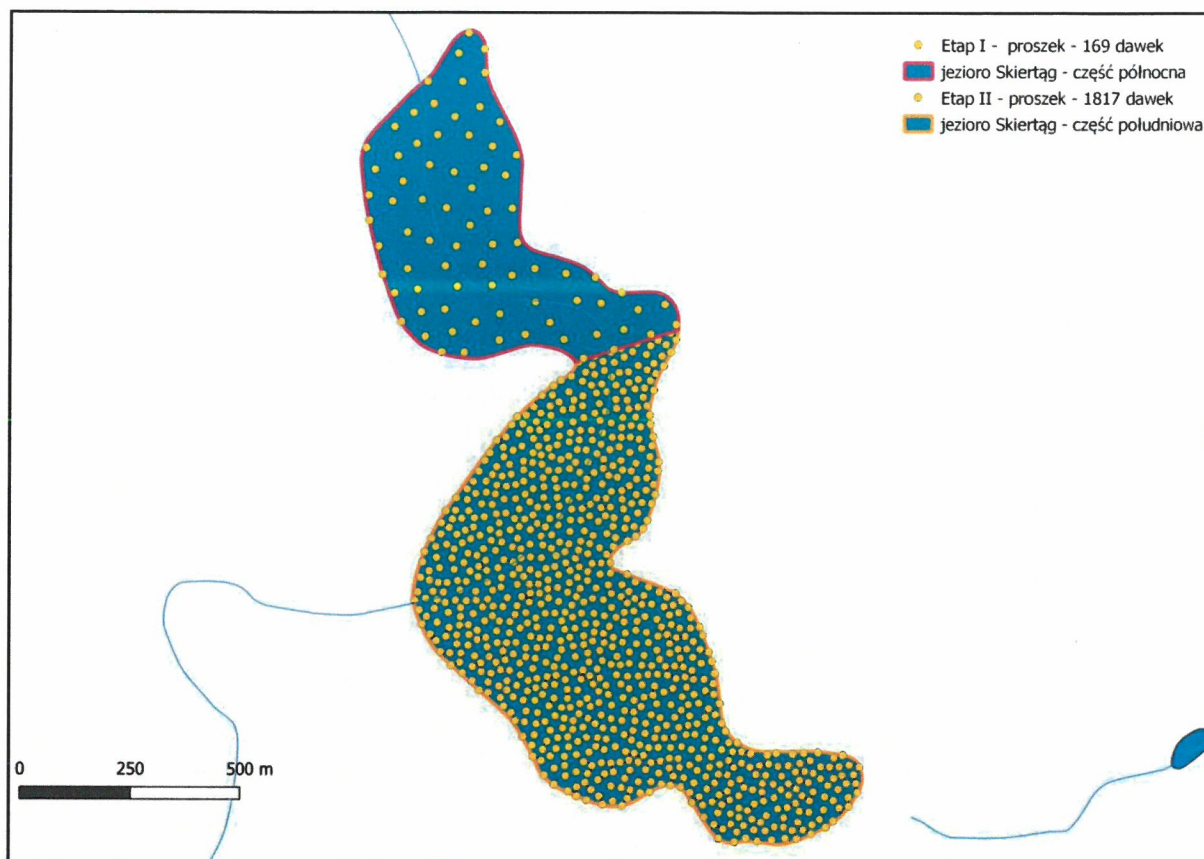 Etap I - proszek - 169 dawek
jezioro Skiertąg - część północna
Etap II - proszek - 1817 dawek
jezioro Skiertąg - część południowa
0 250 500 m